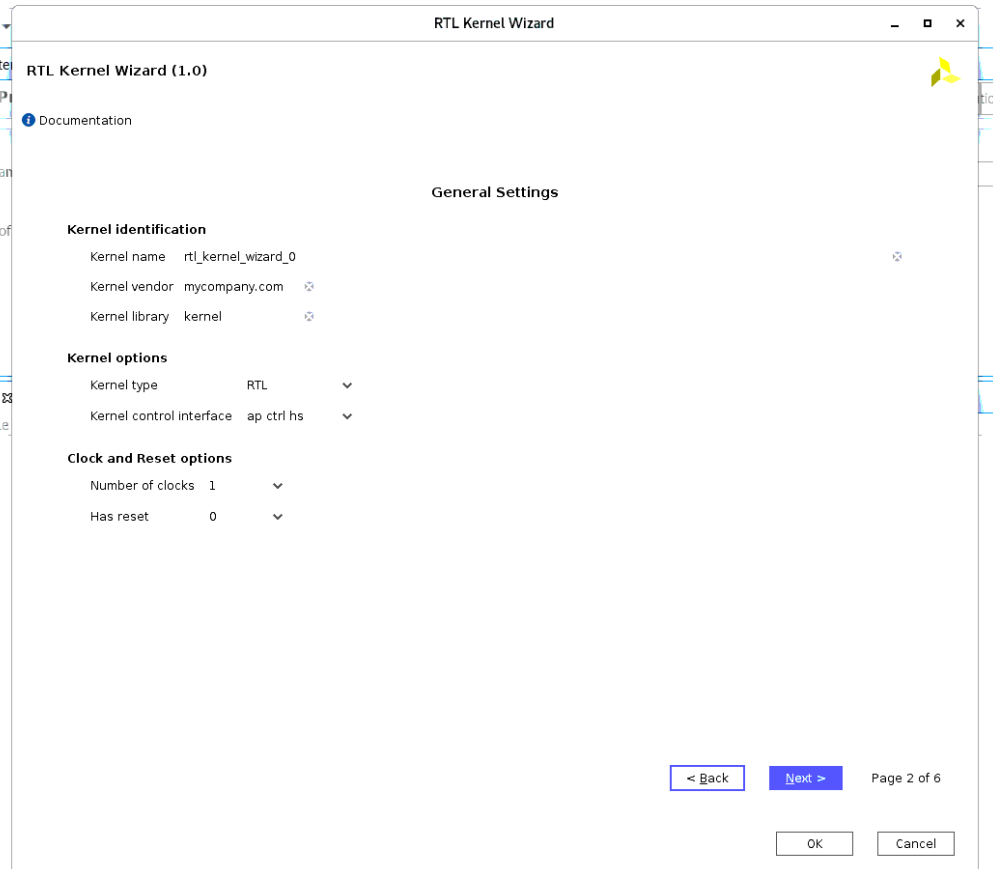 RTL Kernel Wizard
RTL Kernel Wizard (1.0)
Documentation
General Settings
Kernel identification
Kernel name rtl_kernel_wizard_0
Kernel vendor mycompany.com
Kernel library kernel
Kernel options
Kernel type RTL
Kernel control interface ap ctrl hs
Clock and Reset options
Number of clocks 1
Has reset 0
< Back Next > Page 2 of 6
OK Cancel